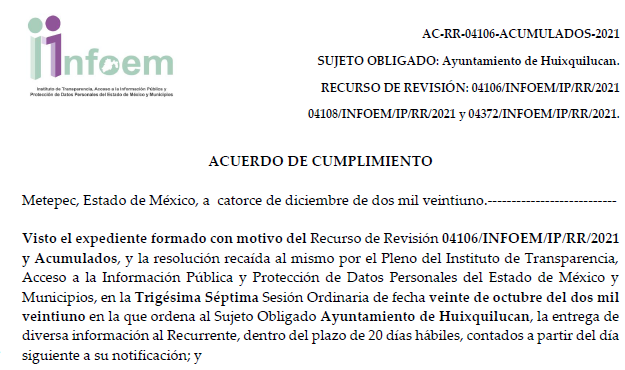 infoem
Instituto de Transparencia, Acceso a la Información Pública y
Protección de Datos Personales del Estado de México y Municipios
AC-RR-04106-ACUMULADOS-2021
SUJETO OBLIGADO: Ayuntamiento de Huixquilucan.
RECURSO DE REVISIÓN: 04106/INFOEM/IP/RR/2021
04108/INFOEM/IP/RR/2021 y 04372/INFOEM/IP/RR/2021.
ACUERDO DE CUMPLIMIENTO
Metepec, Estado de México, a catorce de diciembre de dos mil veintiuno.----------------------------
Visto el expediente formado con motivo del Recurso de Revisión 04106/INFOEM/IP/RR/2021
y Acumulados, y la resolución recaída al mismo por el Pleno del Instituto de Transparencia,
Acceso a la Información Pública y Protección de Datos Personales del Estado de México y
Municipios, en la Trigésima Séptima Sesión Ordinaria de fecha veinte de octubre del dos mil
veintiuno en la que ordena al Sujeto Obligado Ayuntamiento de Huixquilucan, la entrega de
diversa información al Recurrente, dentro del plazo de 20 días hábiles, contados a partir del día
siguiente a su notificación; y